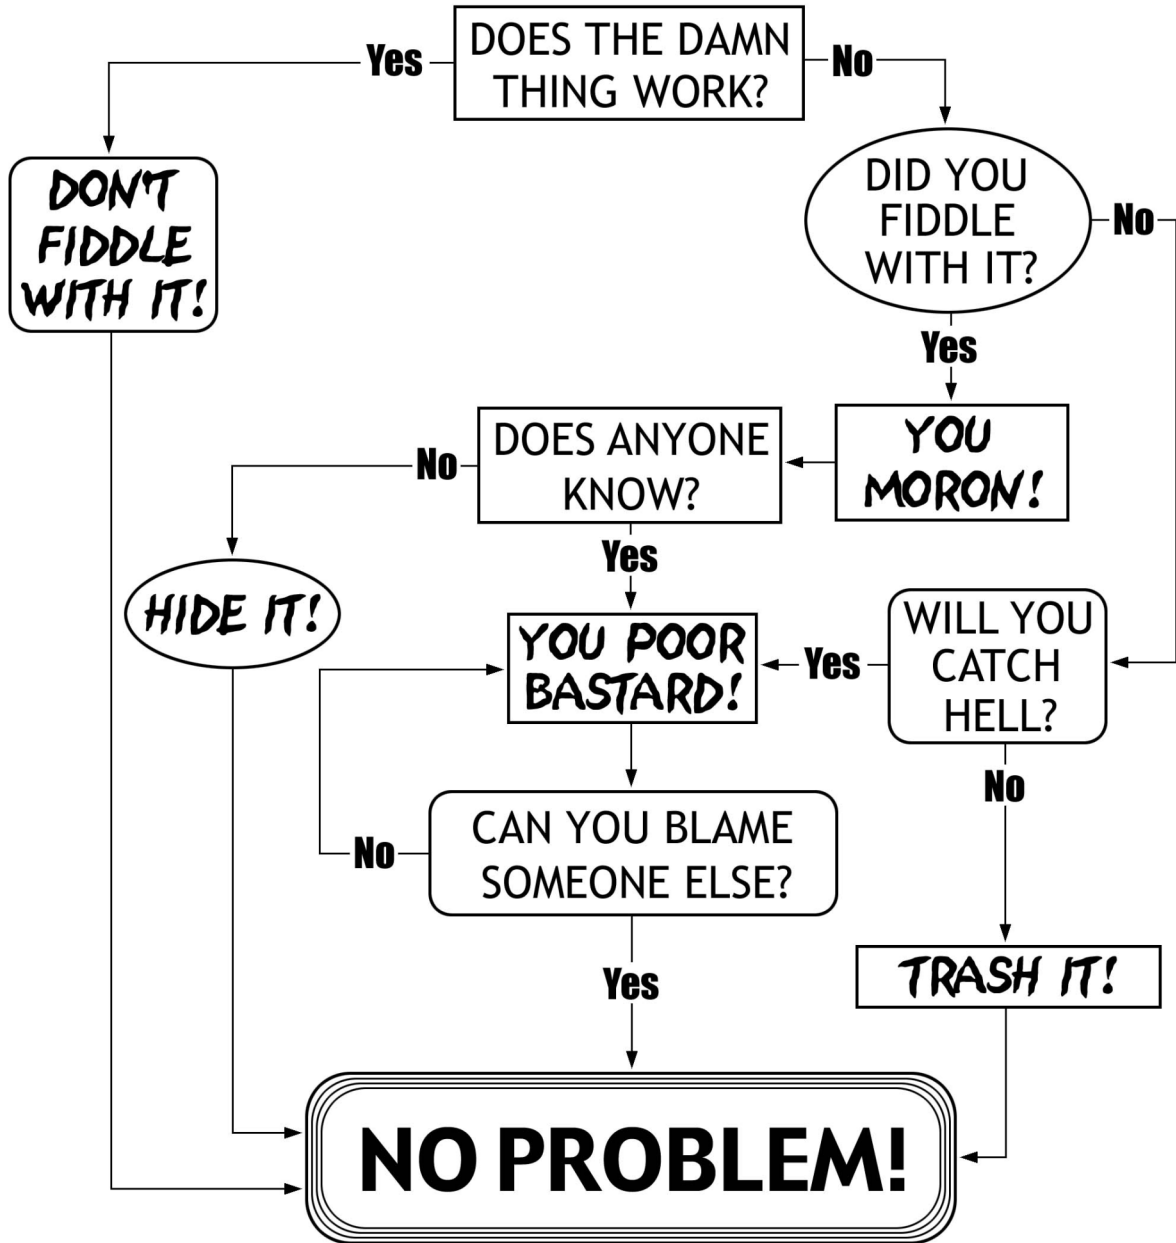 DOES THE DAMN
THING WORK?
Yes
No
DON'T
FIDDLE
WITH IT!
DID YOU
FIDDLE
WITH IT?
No
Yes
YOU
MORON!
DOES ANYONE
KNOW?
No
Yes
HIDE IT!
YOU POOR
BASTARD!
Yes
WILL YOU
CATCH
HELL?
No
CAN YOU BLAME
SOMEONE ELSE?
No
Yes
TRASH IT!
NO PROBLEM!